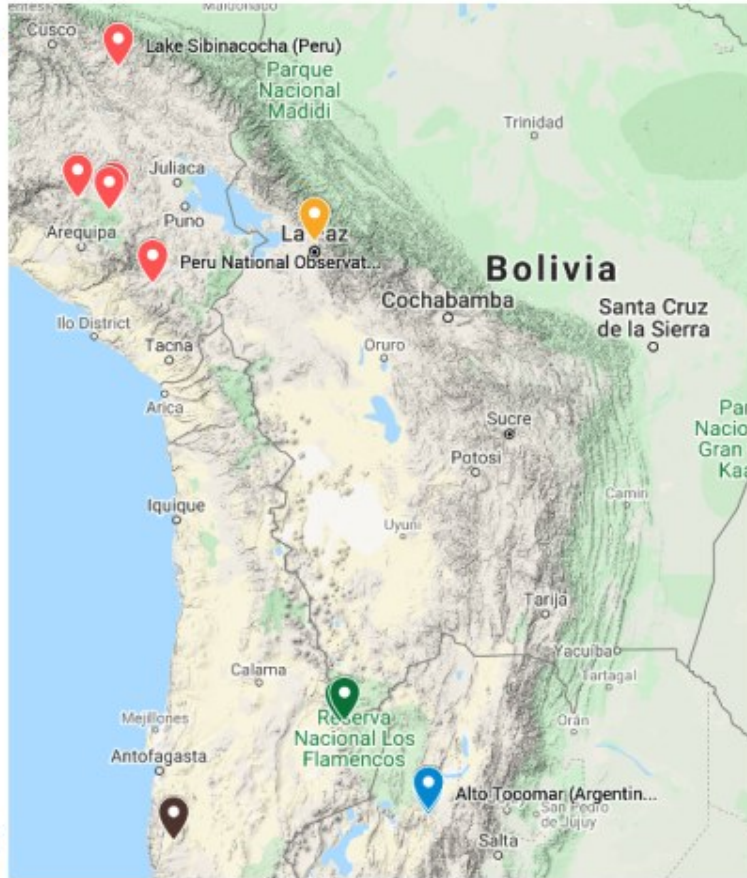 Maldonado
Cusco
Lake Sibinacocha (Peru)
Parque
Nacional
Madidi
Trinidad
Juliaca
Puno
Arequipa
La Paz
Peru National Observat...
Bolivia
Cochabamba
Santa Cruz
de la Sierra
Ilo District
Tacna
Oruro
Arica
Sucre
Potosi
Iquique
Uyuni
Camiri
Tarija
Yacuiba
Tartagal
Calama
Reserva
Nacional Los
Flamencos
Orán
Mejillones
Antofagasta
Alto Tocomar (Argentin...
San Pedro
de Jujuy
Salta